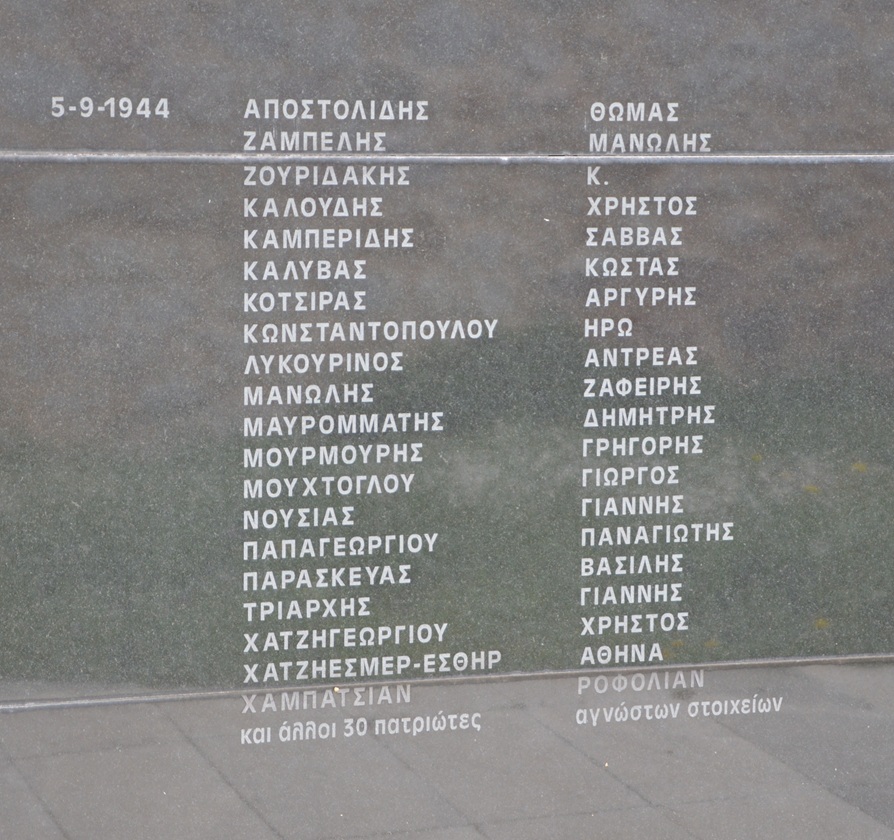 5-9-1944 ΑΠΟΣΤΟΛΙΔΗΣ ΘΩΜΑΣ
ΖΑΜΠΕΛΗΣ ΜΑΝΩΛΗΣ
ΖΟΥΡΙΔΑΚΗΣ Κ.
ΚΑΛΟΥΔΗΣ ΧΡΗΣΤΟΣ
ΚΑΜΠΕΡΙΔΗΣ ΣΑΒΒΑΣ
ΚΑΛΥΒΑΣ ΚΩΣΤΑΣ
ΚΟΤΣΙΡΑΣ ΑΡΓΥΡΗΣ
ΚΩΝΣΤΑΝΤΟΠΟΥΛΟΥ ΗΡΩ
ΛΥΚΟΥΡΙΝΟΣ ΑΝΤΡΕΑΣ
ΜΑΝΩΛΗΣ ΖΑΦΕΙΡΗΣ
ΜΑΥΡΟΜΜΑΤΗΣ ΔΗΜΗΤΡΗΣ
ΜΟΥΡΜΟΥΡΗΣ ΓΡΗΓΟΡΗΣ
ΜΟΥΧΤΟΓΛΟΥ ΓΙΩΡΓΟΣ
ΝΟΥΣΙΑΣ ΓΙΑΝΝΗΣ
ΠΑΠΑΓΕΩΡΓΙΟΥ ΠΑΝΑΓΙΩΤΗΣ
ΠΑΡΑΣΚΕΥΑΣ ΒΑΣΙΛΗΣ
ΤΡΙΑΡΧΗΣ ΓΙΑΝΝΗΣ
ΧΑΤΖΗΓΕΩΡΓΙΟΥ ΧΡΗΣΤΟΣ
ΧΑΤΖΗΕΣΜΕΡ-ΕΣΘΗΡ ΑΘΗΝΑ
ΧΑΜΠΑΤΣΙΑΝ ΡΟΦΟΛΙΑΝ
και άλλοι 30 πατριώτες αγνώστων στοιχείων